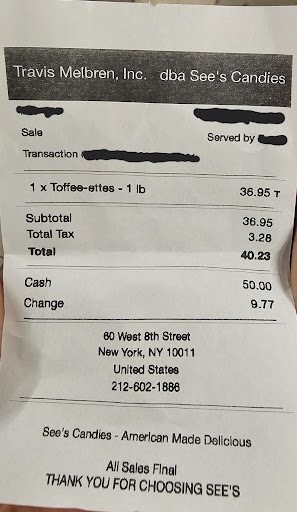 Travis Melbren, Inc. dba See's Candies
Sale
Served by
Transaction
1 x Toffee-ettes - 1 lb 36.95 T
Subtotal 36.95
Total Tax 3.28
Total 40.23
Cash 50.00
Change 9.77
60 West 8th Street
New York, NY 10011
United States
212-602-1886
See's Candies - American Made Delicious
All Sales Final
THANK YOU FOR CHOOSING SEE'S